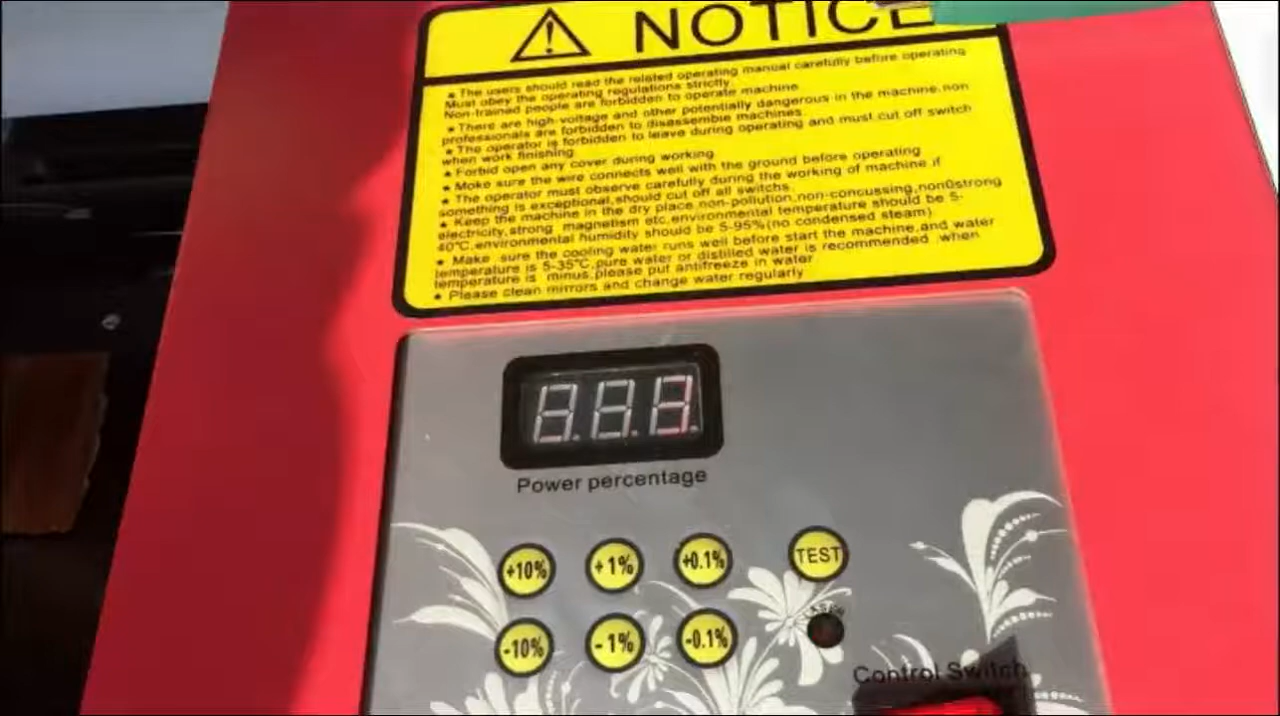 NOTICE
● The users should read the related operating manual carefully before operating
Must obey the operating regulations strictly.
Non-trained people are forbidden to operate machine
● There are high-voltage and other potentially dangerous in the machine,non
professionals are forbidden to disassemble machines.
● The operator is forbidden to leave during operating and must cut off switch
when work finishing.
● Forbid open any cover during working.
● Make sure the wire connects well with the ground before operating
● The operator must observe carefully during the working of machine,if
something is exceptional,should cut off all switchs.
● Keep the machine in the dry place,non-pollution,non-concussing,non0strong
electricity,strong magnetism etc,environmental temperature should be 5-
40℃,environmental humidity should be 5-95%(no condensed steam)
● Make sure the cooling water runs well before start the machine,and water
temperature is 5-35℃,pure water or distilled water is recommended when
temperature is minus,please put antifreeze in water
● Please clean mirrors and change water regularly
Power percentage
+10% +1% +0.1% TEST
-10% -1% -0.1%
LASER
Control Switch